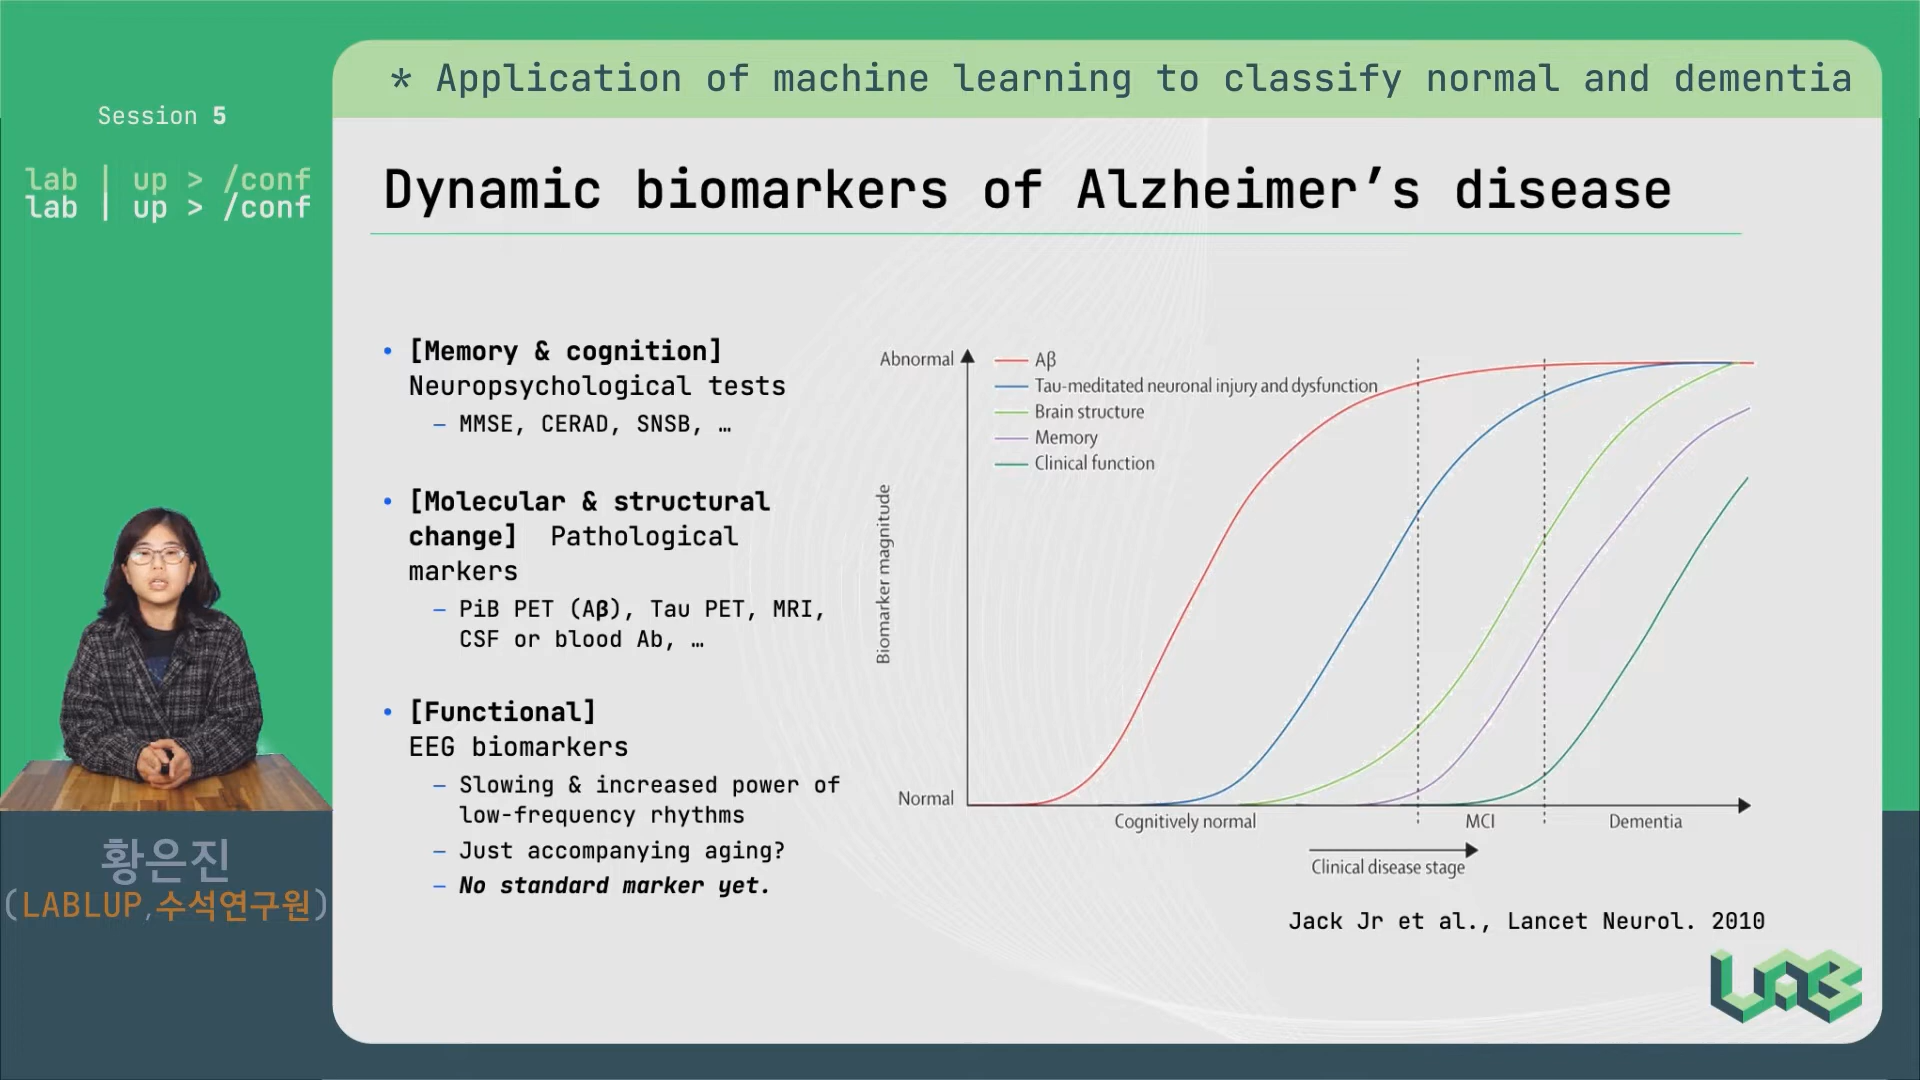 * Application of machine learning to classify normal and dementia
Session 5
lab | up > /conf
lab | up > /conf
Dynamic biomarkers of Alzheimer’s disease
• [Memory & cognition]
Neuropsychological tests
– MMSE, CERAD, SNSB, …
• [Molecular & structural
change] Pathological
markers
– PiB PET (Aβ), Tau PET, MRI,
CSF or blood Ab, …
• [Functional]
EEG biomarkers
– Slowing & increased power of
low-frequency rhythms
– Just accompanying aging?
– No standard marker yet.
Abnormal
Aβ
Tau-meditated neuronal injury and dysfunction
Brain structure
Memory
Clinical function
Biomarker magnitude
Normal
Cognitively normal
MCI
Dementia
Clinical disease stage
Jack Jr et al., Lancet Neurol. 2010
황은진
(LABLUP,수석연구원)
LAB